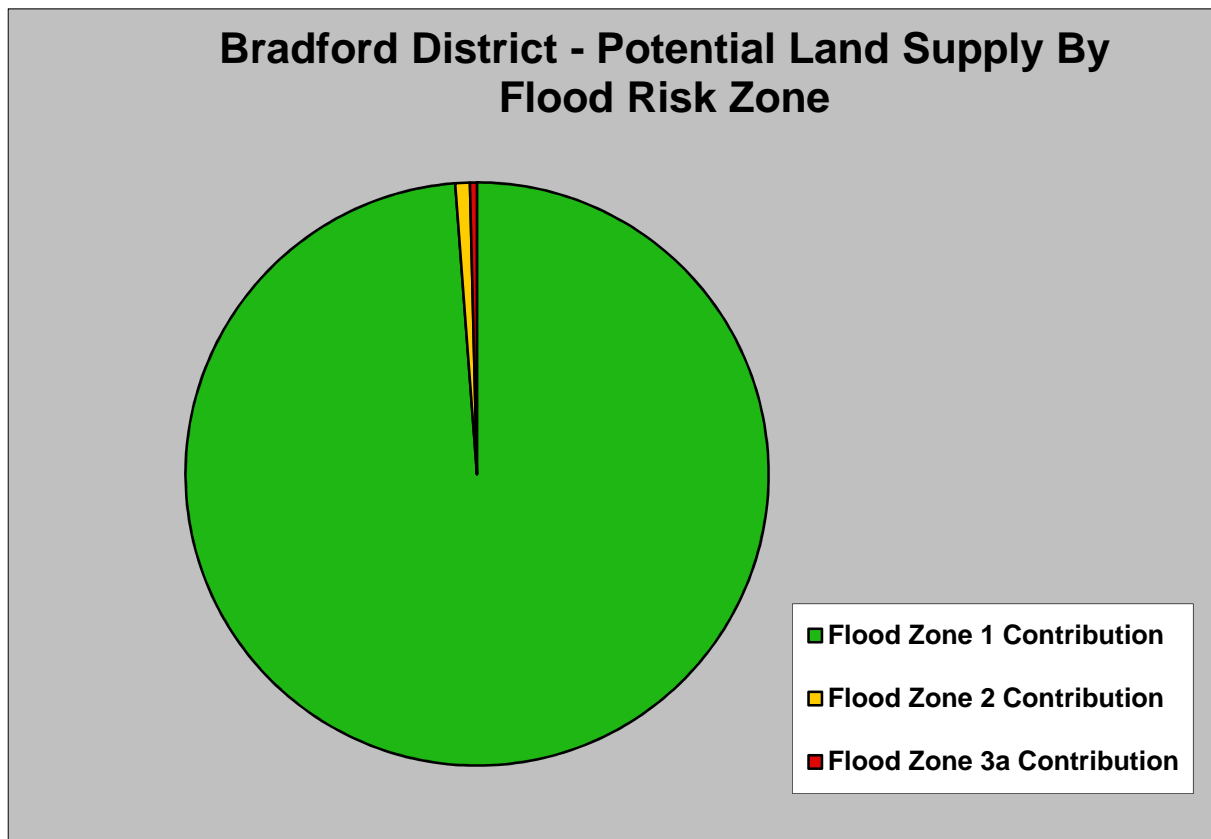 Bradford District - Potential Land Supply By
Flood Risk Zone
Flood Zone 1 Contribution
Flood Zone 2 Contribution
Flood Zone 3a Contribution